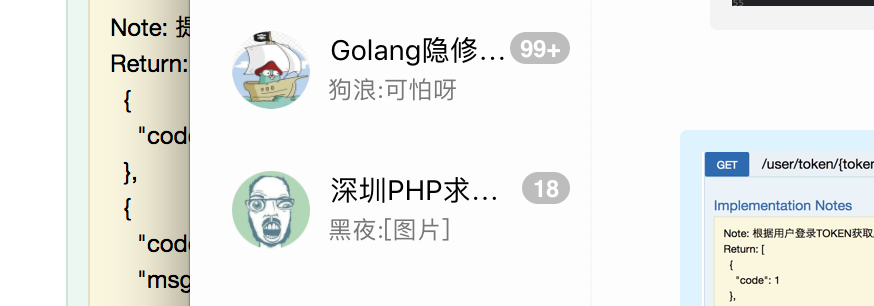 Note: 提
Return:
{
"code
},
{
"code
"msg
Golang隐修… 99+
狗浪:可怕呀
深圳PHP求… 18
黑夜:[图片]
GET /user/token/{token
Implementation Notes
Note: 根据用户登录TOKEN获取
Return: [
{
"code": 1
},